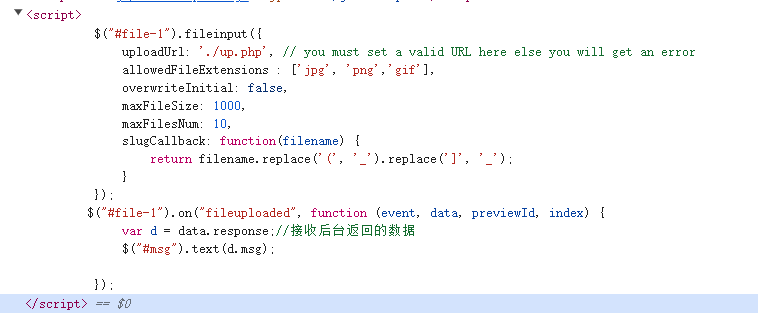 <script>
$("#file-1").fileinput({
uploadUrl: './up.php', // you must set a valid URL here else you will get an error
allowedFileExtensions : ['jpg', 'png','gif'],
overwriteInitial: false,
maxFileSize: 1000,
maxFilesNum: 10,
slugCallback: function(filename) {
return filename.replace('(', '_').replace(']', '_');
}
});
$("#file-1").on("fileuploaded", function (event, data, previewId, index) {
var d = data.response;//接收后台返回的数据
$("#msg").text(d.msg);
});
</script> == $0